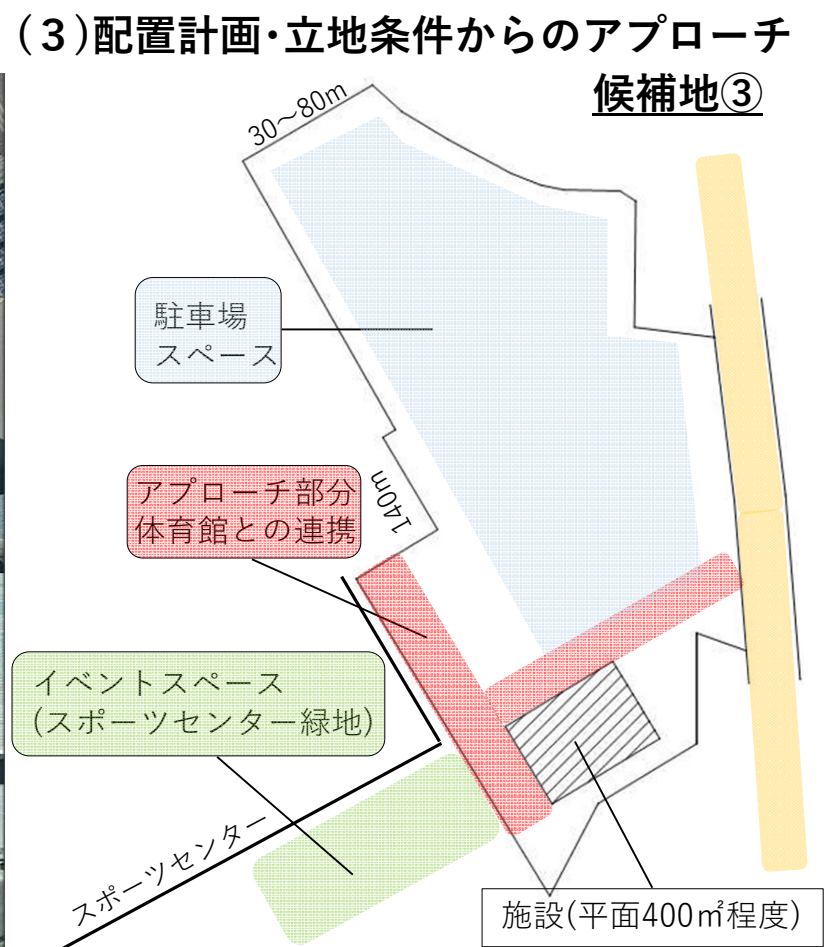 (３)配置計画･立地条件からのアプローチ
候補地③
30～80m
駐車場
スペース
140m
アプローチ部分
体育館との連携
イベントスペース
(スポーツセンター緑地)
スポーツセンター
施設(平面400㎡程度)